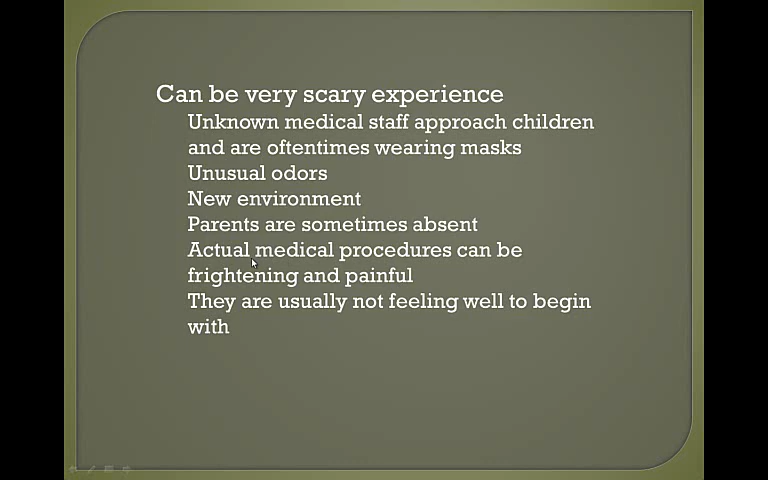 Can be very scary experience
Unknown medical staff approach children
and are oftentimes wearing masks
Unusual odors
New environment
Parents are sometimes absent
Actual medical procedures can be
frightening and painful
They are usually not feeling well to begin
with